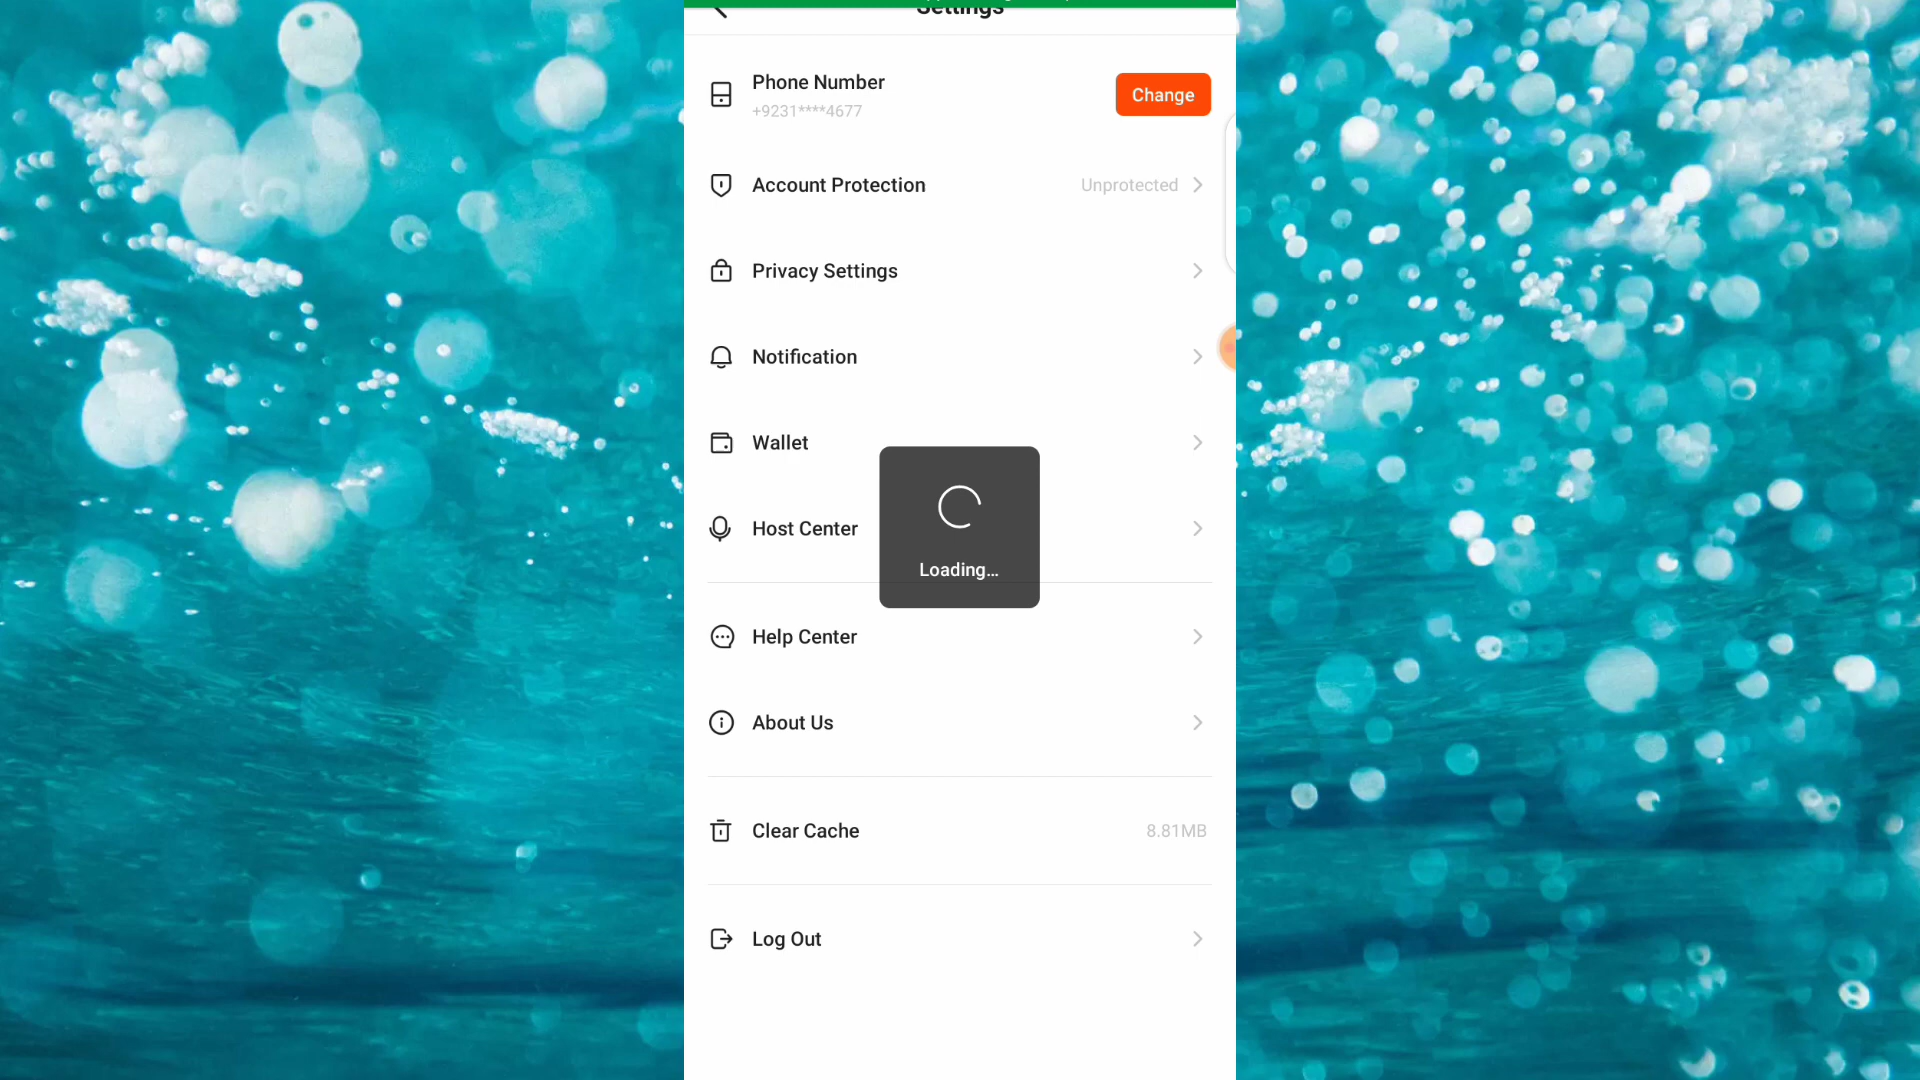 Settings
Phone Number
Change
+9231****4677
Account Protection
Unprotected
Privacy Settings
Notification
Wallet
Host Center
Loading...
Help Center
About Us
Clear Cache
8.81MB
Log Out